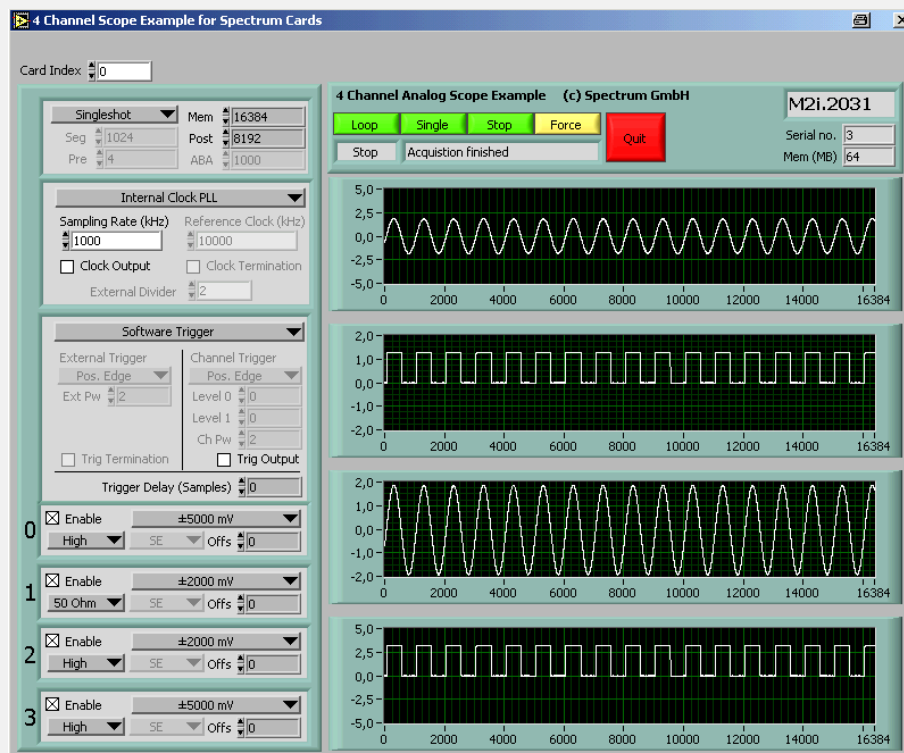 4 Channel Scope Example for Spectrum Cards
Card Index 0
Singleshot Mem 16384
Seg 1024 Post 8192
Pre 4 ABA 1000
Internal Clock PLL
Sampling Rate (kHz) Reference Clock (kHz)
1000 10000
Clock Output Clock Termination
External Divider 2
Software Trigger
External Trigger Channel Trigger
Pos. Edge Pos. Edge
Ext Pw 2 Level 0 0
Level 1 0
Ch Pw 2
Trig Termination Trig Output
Trigger Delay (Samples) 0
0 Enable ±5000 mV
High SE Offs 0
1 Enable ±2000 mV
50 Ohm SE Offs 0
2 Enable ±2000 mV
High SE Offs 0
3 Enable ±5000 mV
High SE Offs 0
4 Channel Analog Scope Example (c) Spectrum GmbH
Loop Single Stop Force Quit
Stop Acquistion finished
M2i.2031
Serial no. 3
Mem (MB) 64
5,0
2,5
0,0
-2,5
-5,0
0 2000 4000 6000 8000 10000 12000 14000 16384
2,0
1,0
0,0
-1,0
-2,0
0 2000 4000 6000 8000 10000 12000 14000 16384
2,0
1,0
0,0
-1,0
-2,0
0 2000 4000 6000 8000 10000 12000 14000 16384
5,0
2,5
0,0
-2,5
-5,0
0 2000 4000 6000 8000 10000 12000 14000 16384